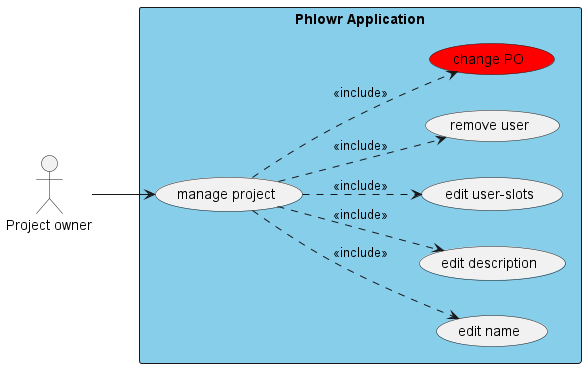 Phlowr Application
change PO
«include»
remove user
«include»
manage project
«include»
edit user-slots
Project owner
«include»
edit description
«include»
edit name